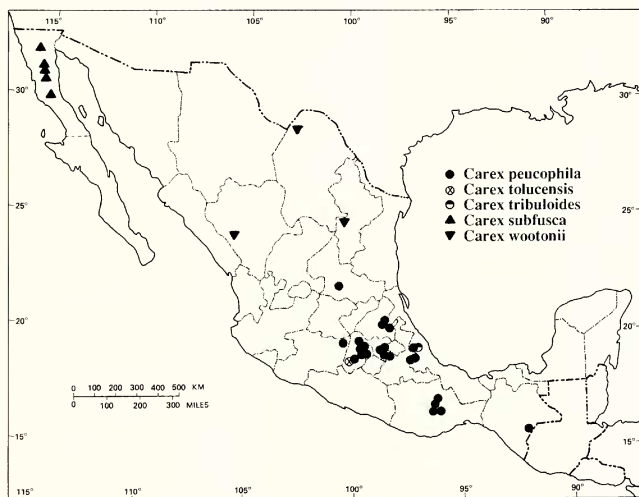 115° 110° 105° 100° 95° 90°
30° 30°
Carex peucophila
Carex tolucensis
Carex tribuloides
Carex subfusca
Carex wootonii
25° 25°
20° 20°
0 100 200 300 400 500 KM
0 100 200 300 MILES
15° 15°
115° 110° 105° 100° 95° 90°